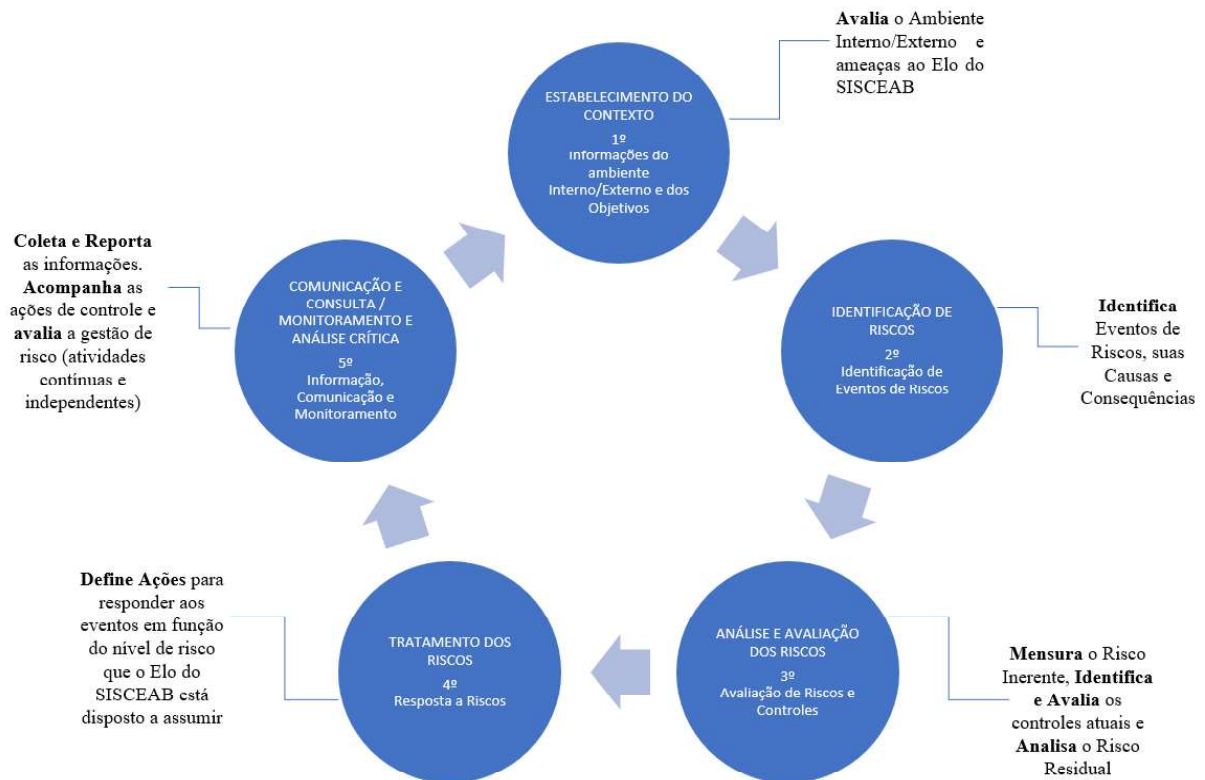 Avalia o Ambiente
Interno/Externo e
ameaças ao Elo do
SISCEAB
ESTABELECIMENTO DO
CONTEXTO
1º
Informações do
ambiente
Interno/Externo e dos
Objetivos
IDENTIFICAÇÃO DE
RISCOS
2º
Identificação de
Eventos de Riscos
Identifica
Eventos de
Riscos, suas
Causas e
Consequências
ANÁLISE E AVALIAÇÃO
DOS RISCOS
3º
Avaliação de Riscos e
Controles
Mensura o Risco
Inerente, Identifica
e Avalia os
controles atuais e
Analisa o Risco
Residual
TRATAMENTO DOS
RISCOS
4º
Resposta a Riscos
Define Ações para
responder aos
eventos em função
do nível de risco
que o Elo do
SISCEAB está
disposto a assumir
COMUNICAÇÃO E
CONSULTA /
MONITORAMENTO E
ANÁLISE CRÍTICA
5º
Informação,
Comunicação e
Monitoramento
Coleta e Reporta
as informações.
Acompanha as
ações de controle e
avalia a gestão de
risco (atividades
contínuas e
independentes)